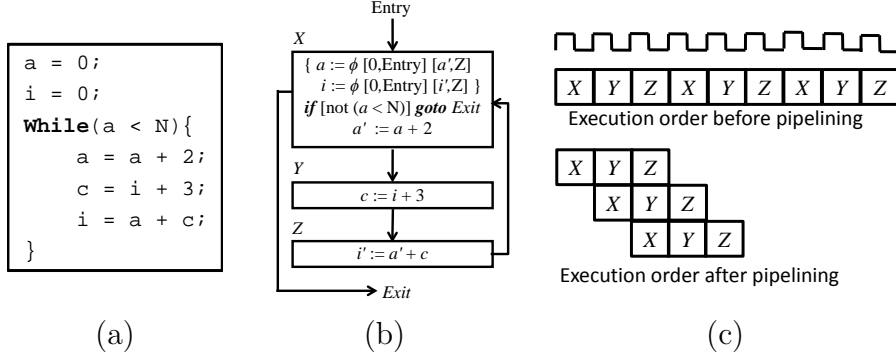 a = 0;
i = 0;
While(a < N){
a = a + 2;
c = i + 3;
i = a + c;
}
(a)
Entry
X
{ a := ϕ [0,Entry] [a',Z]
i := ϕ [0,Entry] [i',Z] }
if [not (a < N)] goto Exit
a' := a + 2
Y
c := i + 3
Z
i' := a' + c
Exit
(b)
X Y Z X Y Z X Y Z
Execution order before pipelining
X Y Z
X Y Z
X Y Z
Execution order after pipelining
(c)